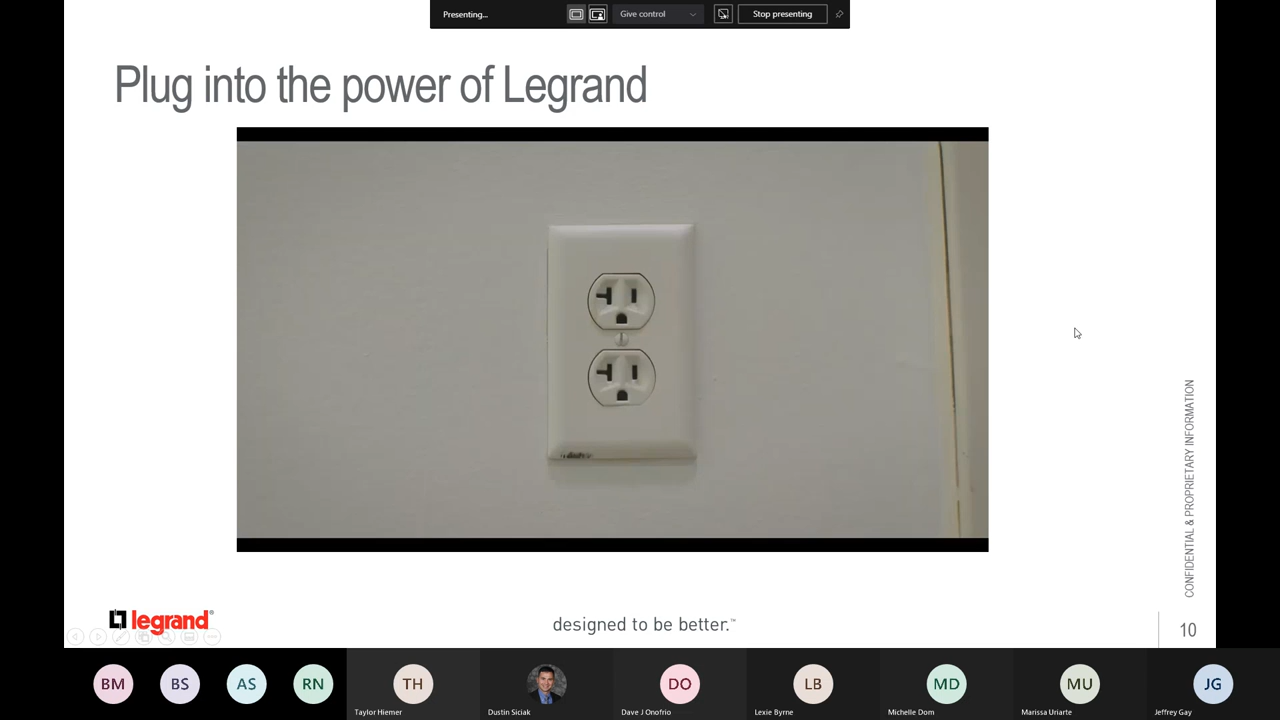 Presenting...
Give control
Stop presenting
Plug into the power of Legrand
CONFIDENTIAL & PROPRIETARY INFORMATION
legrand®
designed to be better.™
10
BM
BS
AS
RN
TH
DO
LB
MD
MU
JG
Taylor Hiemer
Dustin Siciak
Dave J Onofrio
Lexie Byrne
Michelle Dom
Marissa Uriarte
Jeffrey Gay